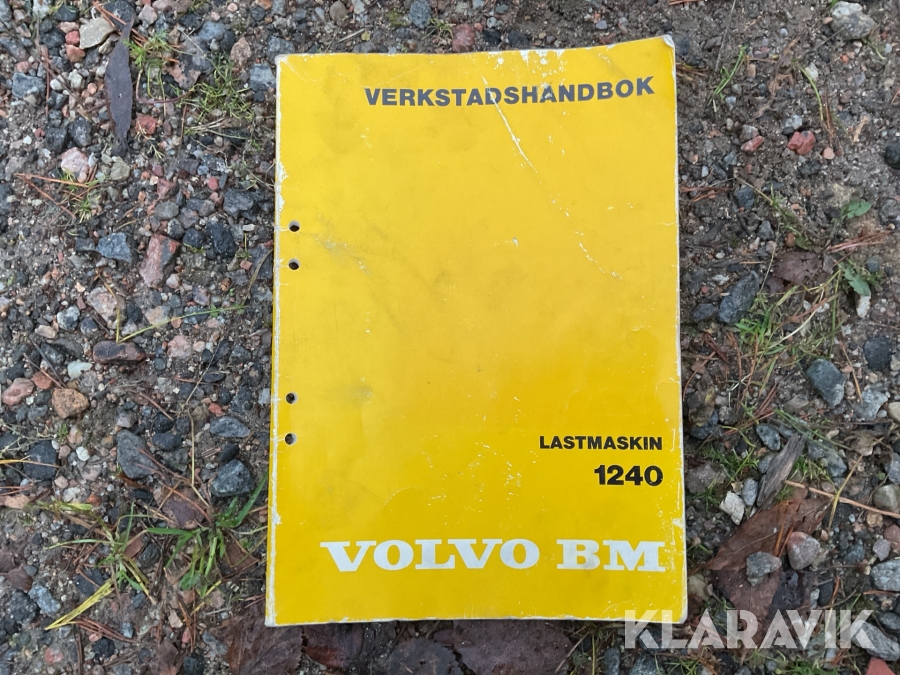 VERKSTADSHANDBOK
LASTMASKIN
1240
VOLVO BM
KLARAVIK